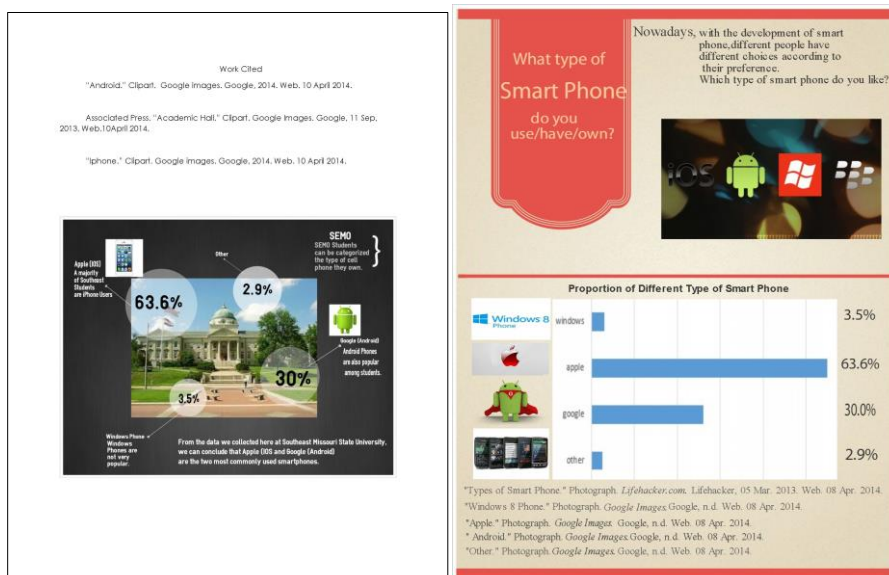 Work Cited
"Android." Clipart. Google images. Google, 2014. Web. 10 April 2014.
Associated Press. "Academic Hall." Clipart. Google Images. Google, 11 Sep.
2013. Web.10April 2014.
"Iphone." Clipart. Google images. Google, 2014. Web. 10 April 2014.
SEMO
SEMO Students
can be categorized
the type of cell
phone they own.
Apple (IOS)
A majority
of Southeast
Students
are iPhone Users
63.6%
Other
2.9%
Google (Android)
Android Phones
are also popular
among students.
30%
3.5%
Windows Phone
Windows
Phones are
not very
popular.
From the data we collected here at Southeast Missouri State University,
we can conclude that Apple (IOS and Google (Android)
are the two most commonly used smartphones.
What type of
Smart Phone
do you
use/have/own?
Nowadays, with the development of smart
phone,different people have
different choices according to
their preference.
Which type of smart phone do you like?
iOS
Proportion of Different Type of Smart Phone
Windows 8
Phone
windows
3.5%
apple
63.6%
google
30.0%
other
2.9%
"Types of Smart Phone." Photograph. Lifehacker.com. Lifehacker, 05 Mar. 2013. Web. 08 Apr. 2014.
"Windows 8 Phone." Photograph. Google Images.Google, n.d. Web. 08 Apr. 2014.
"Apple." Photograph. Google Images. Google, n.d. Web. 08 Apr. 2014.
" Android." Photograph. Google Images.Google, n.d. Web. 08 Apr. 2014.
"Other." Photograph.Google Images. Google, n.d. Web. 08 Apr. 2014.